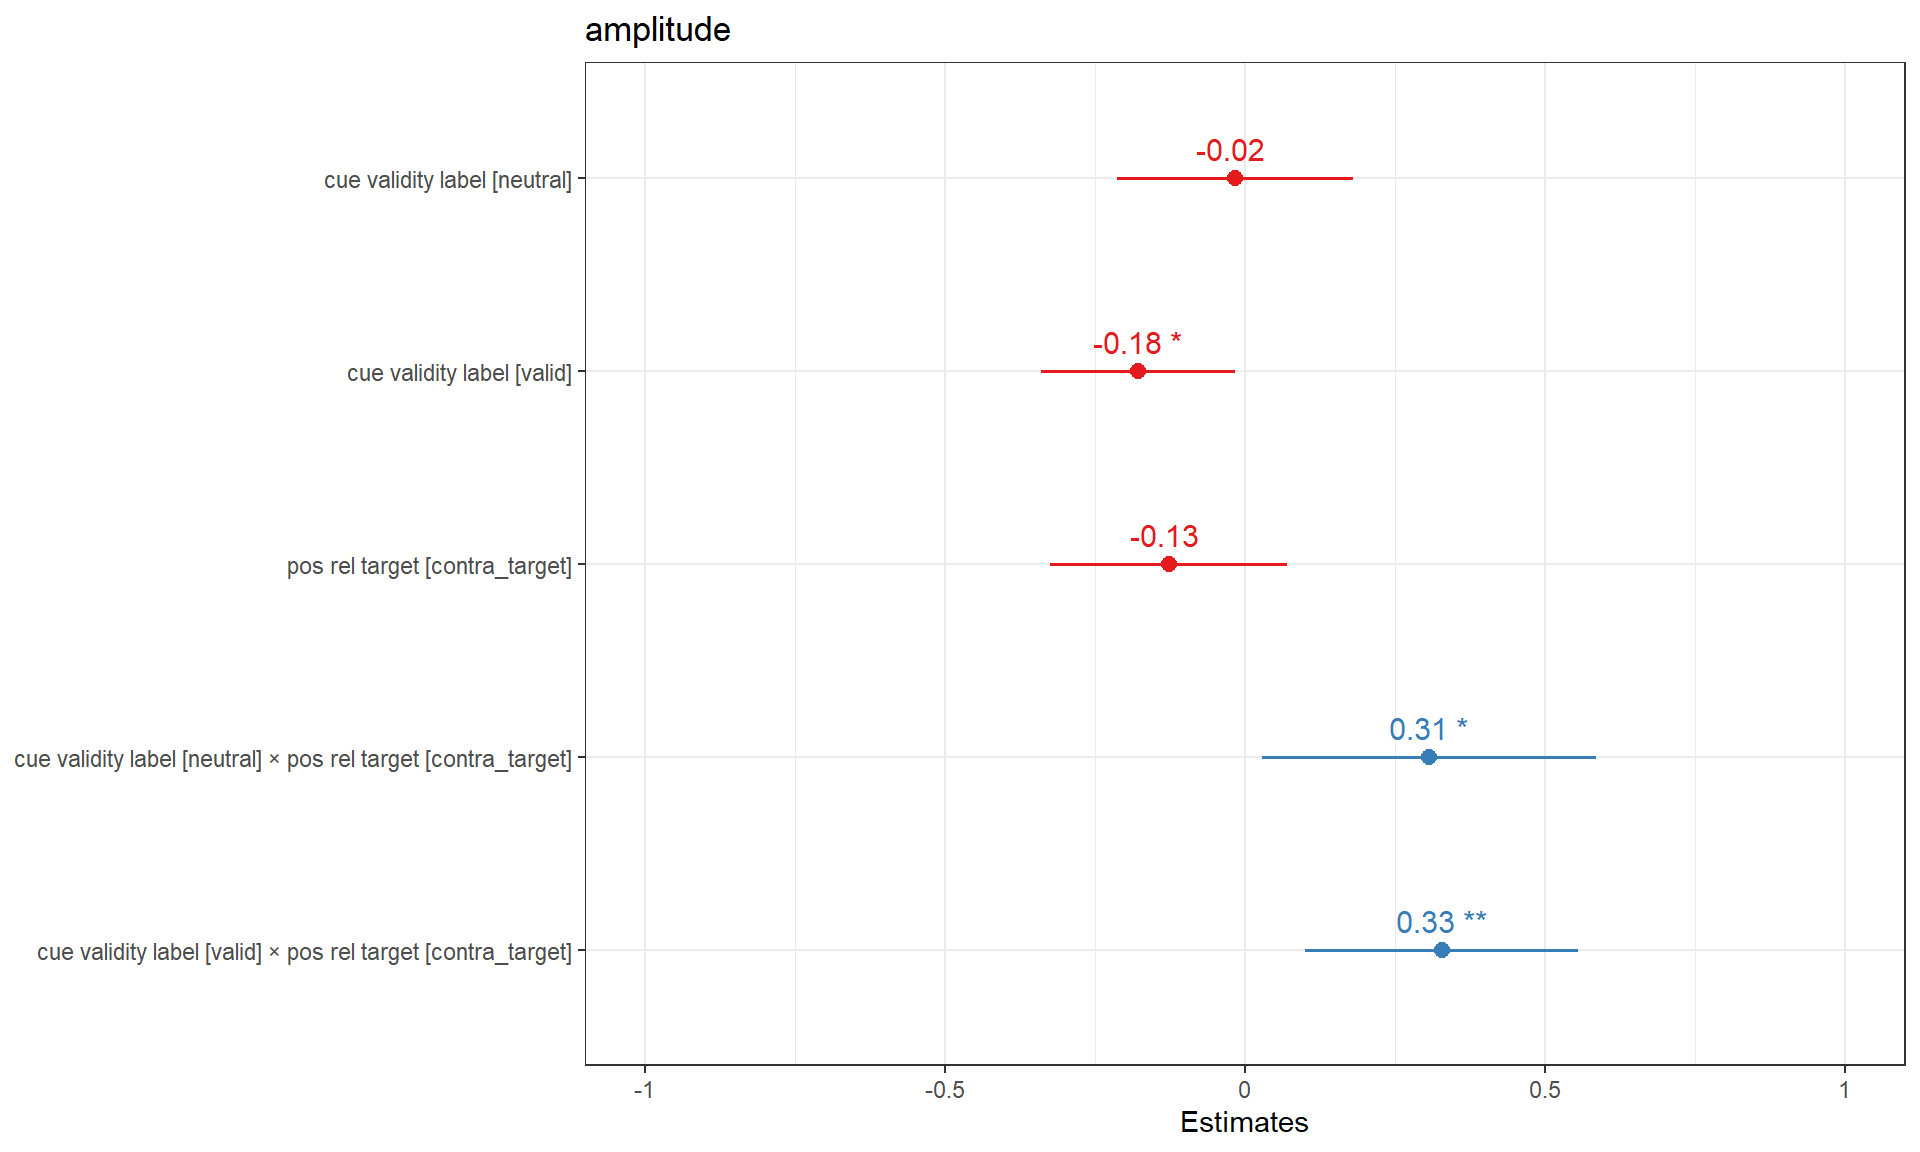 amplitude
-0.02
cue validity label [neutral]
-0.18 *
cue validity label [valid]
-0.13
pos rel target [contra_target]
0.31 *
cue validity label [neutral] × pos rel target [contra_target]
0.33 **
cue validity label [valid] × pos rel target [contra_target]
-1 -0.5 0 0.5 1
Estimates